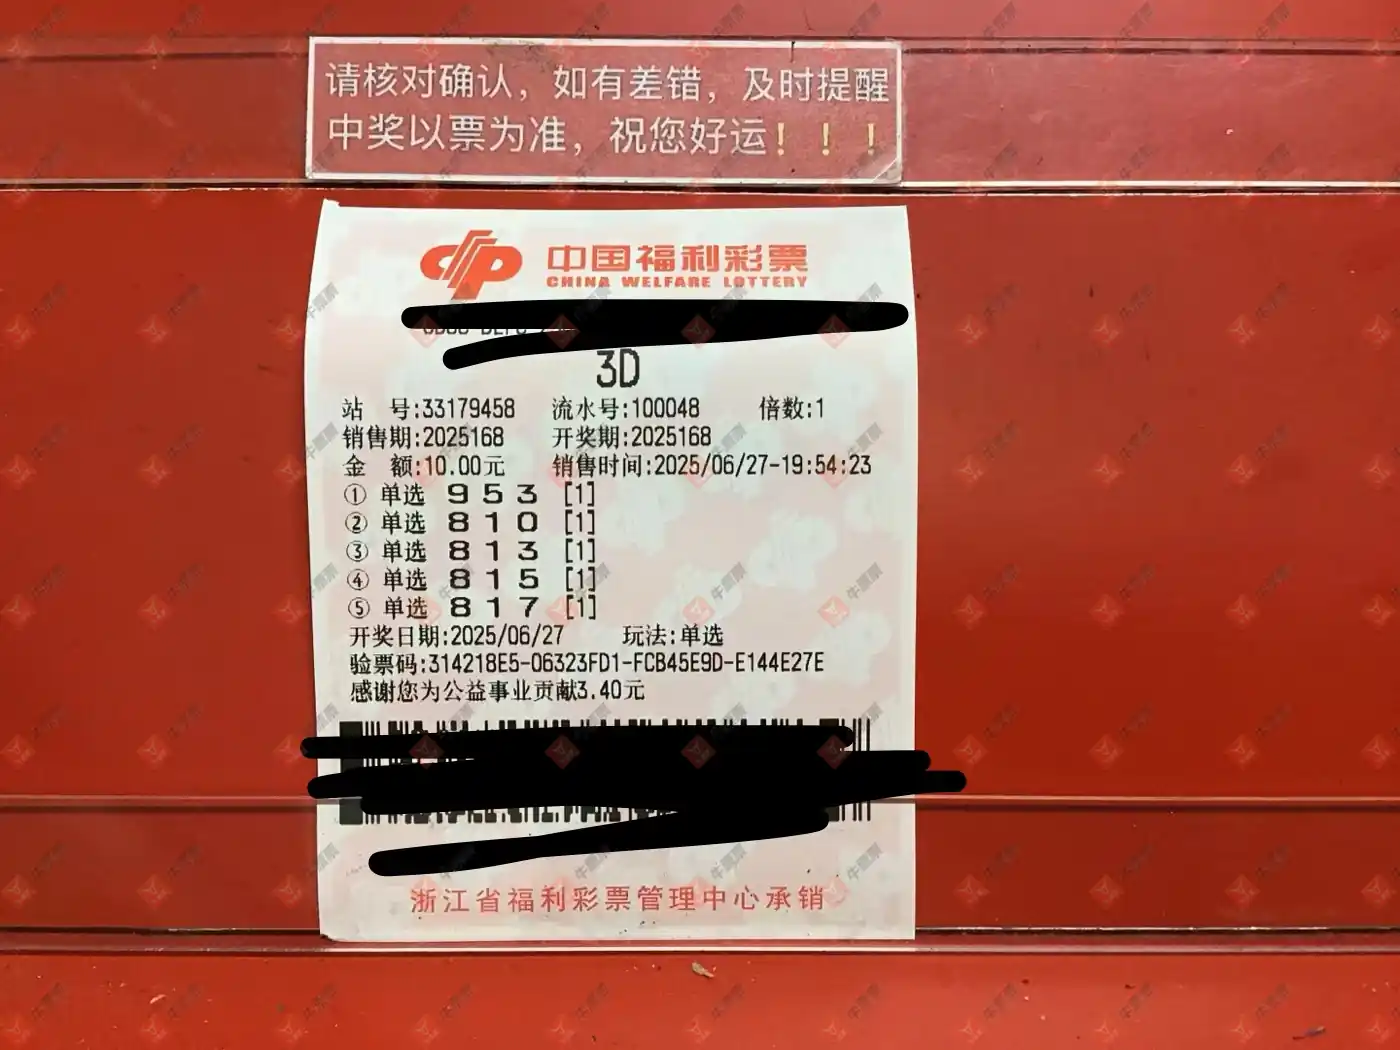 请核对确认，如有差错，及时提醒
中奖以票为准，祝您好运！！！
中国福利彩票
CHINA WELFARE LOTTERY
3D
站 号:33179458 流水号:100048 倍数:1
销售期:2025168 开奖期:2025168
金 额:10.00元 销售时间:2025/06/27-19:54:23
① 单选 9 5 3 [1]
② 单选 8 1 0 [1]
③ 单选 8 1 3 [1]
④ 单选 8 1 5 [1]
⑤ 单选 8 1 7 [1]
开奖日期:2025/06/27 玩法:单选
验票码:314218E5-06323FD1-FCB45E9D-E144E27E
感谢您为公益事业贡献3.40元
浙江省福利彩票管理中心承销